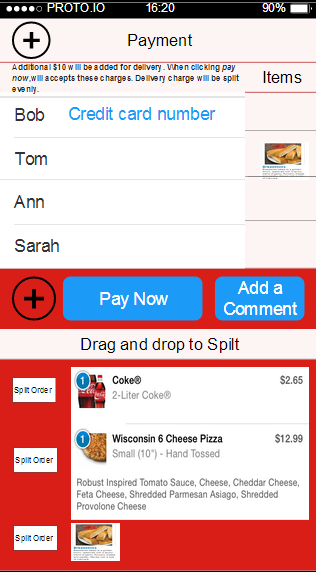 PROTO.IO 16:20 90%
Payment
Additional $10 will be added for delivery. When clicking pay
now,will accepts these charges. Delivery charge will be split
evenly.
Items
Bob Credit card number
Tom
Ann
Sarah
Pay Now
Add a
Comment
Drag and drop to Spilt
Split Order
1 Coke® $2.65
2-Liter Coke®
Split Order
1 Wisconsin 6 Cheese Pizza $12.99
Small (10") - Hand Tossed
Robust Inspired Tomato Sauce, Cheese, Cheddar Cheese,
Feta Cheese, Shredded Parmesan Asiago, Shredded
Provolone Cheese
Split Order